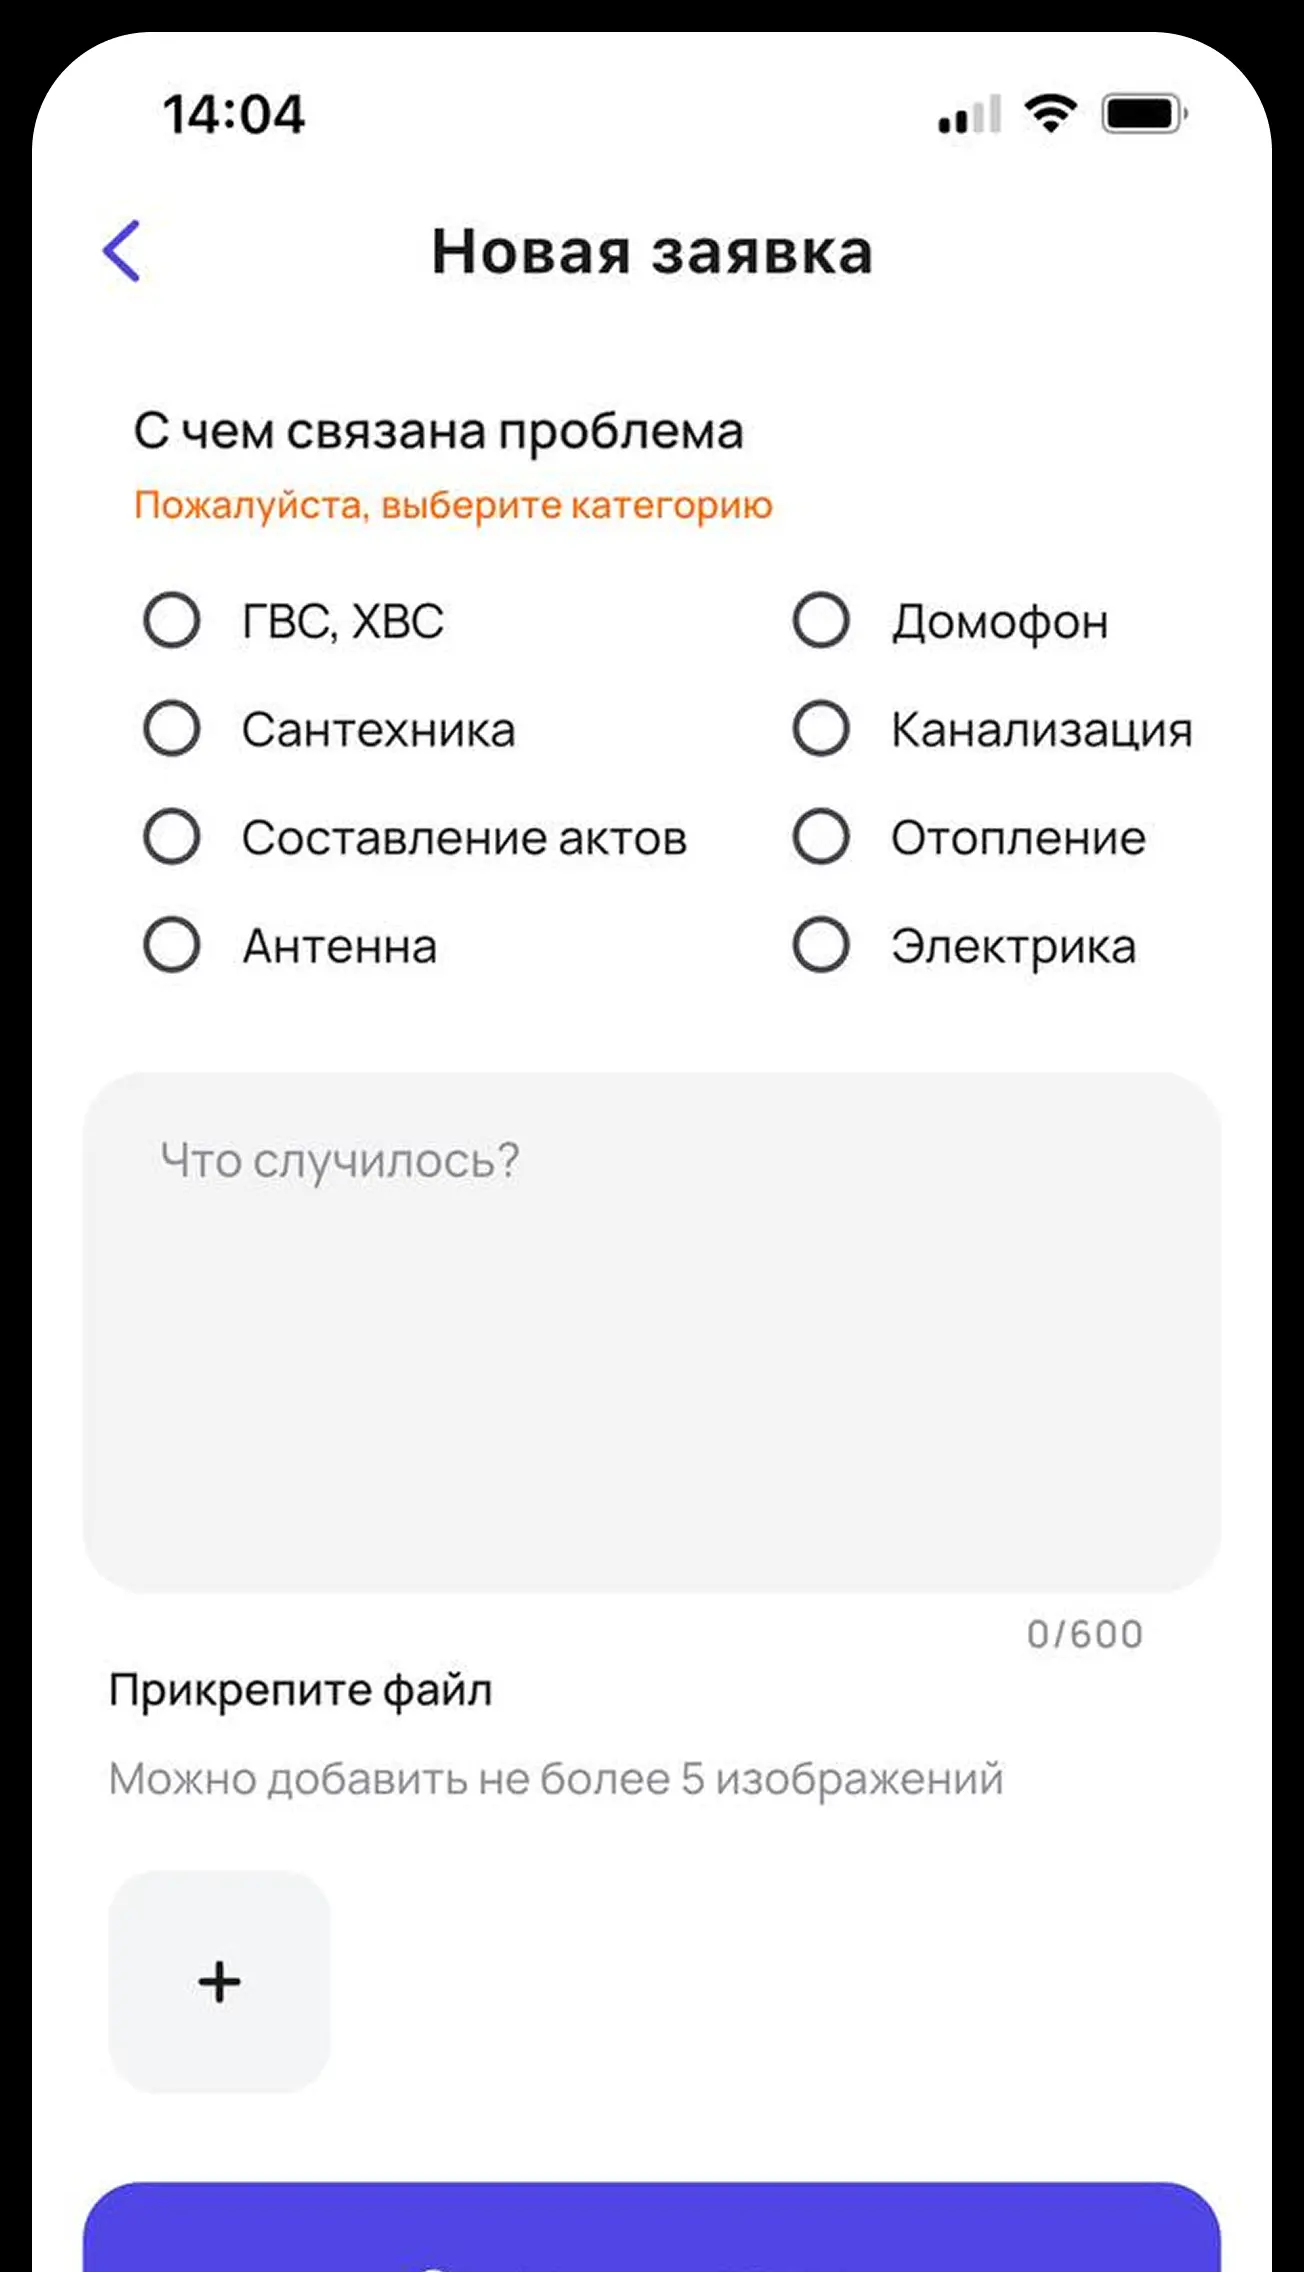 14:04
Новая заявка
С чем связана проблема
Пожалуйста, выберите категорию
ГВС, ХВС
Домофон
Сантехника
Канализация
Составление актов
Отопление
Антенна
Электрика
Что случилось?
0/600
Прикрепите файл
Можно добавить не более 5 изображений
+